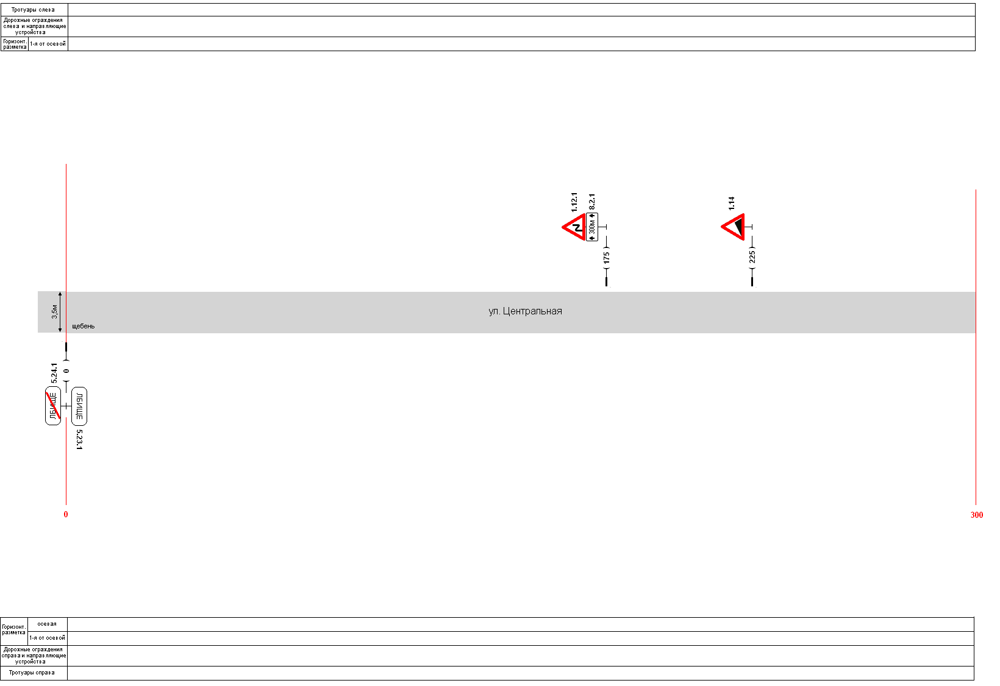 Тротуары слева
Дорожные ограждения
слева и направляющие
устройства
Горизонт.
разметка
1-я от осевой
1.12.1
8.2.1
300м
175
1.14
225
3,5м
ул. Центральная
щебень
5.24.1
0
ЛБИЩЕ
ЛБИЩЕ
5.23.1
0
300
Горизонт.
разметка
осевая
1-я от осевой
Дорожные ограждения
справа и направляющие
устройства
Тротуары справа